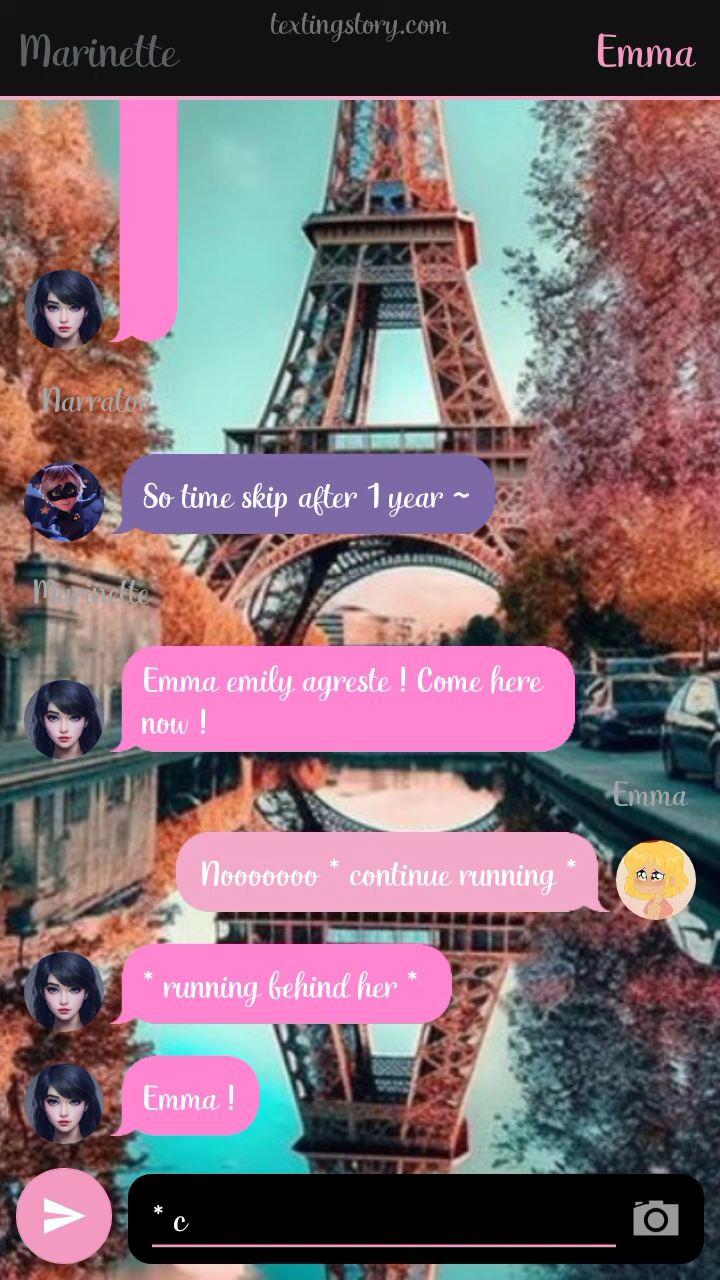 textingstory.com
Marinette
Emma
Narrator
So time skip after 1 year ~
Marinette
Emma emily agreste ! Come here
now !
Emma
Nooooooo * continue running *
* running behind her *
Emma !
* c